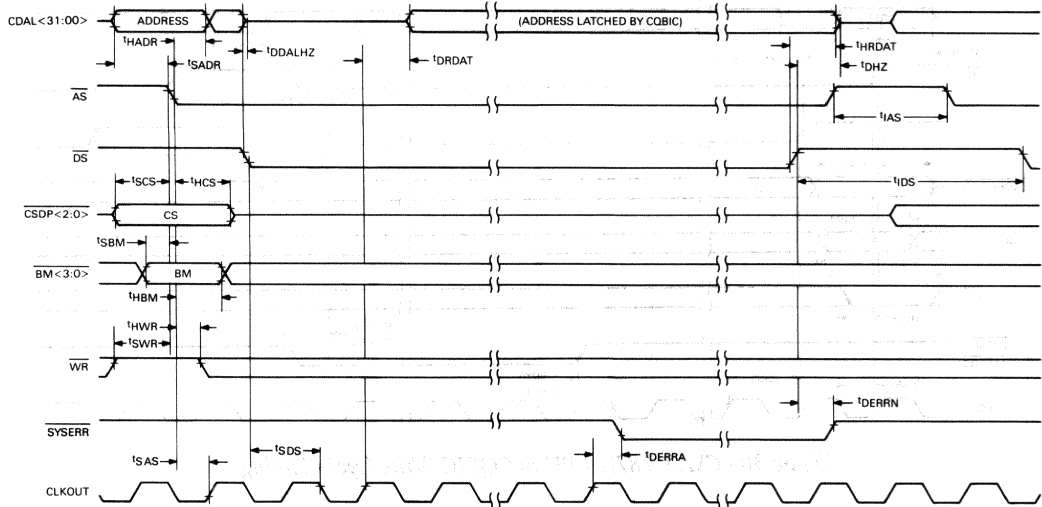 CDAL<31:00>
ADDRESS
(ADDRESS LATCHED BY CQBIC)
tHADR
tDDALHZ
tDRDAT
tHRDAT
tSADR
tDHZ
AS
tIAS
DS
tSCS
tHCS
tIDS
CSDP<2:0>
CS
tSBM
BM<3:0>
BM
tHBM
tHWR
tSWR
WR
tDERRN
SYSERR
tSAS
tSDS
tDERRA
CLKOUT